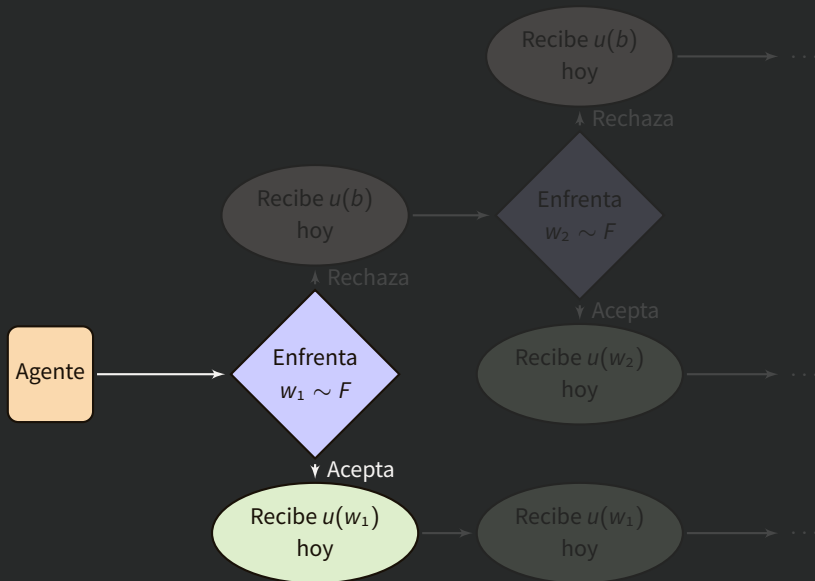 Recibe u(b)
hoy
Rechaza
Recibe u(b)
hoy
Enfrenta
w₂ ∼ F
Rechaza
Acepta
Agente
Enfrenta
w₁ ∼ F
Recibe u(w₂)
hoy
Acepta
Recibe u(w₁)
hoy
Recibe u(w₁)
hoy